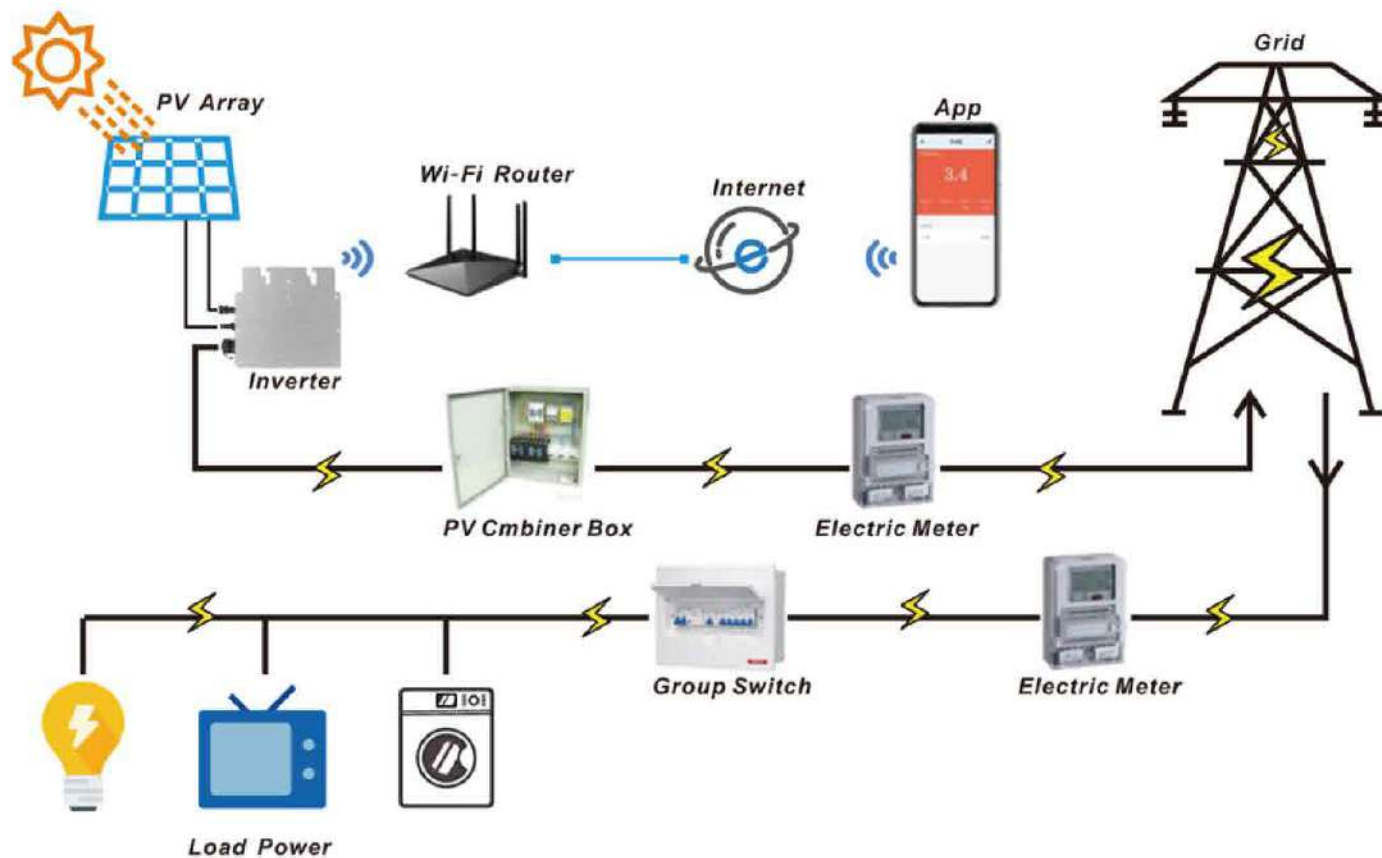 Grid
PV Array
App
Wi-Fi Router
Internet
3.4
Inverter
PV Cmbiner Box
Electric Meter
Group Switch
Electric Meter
Load Power